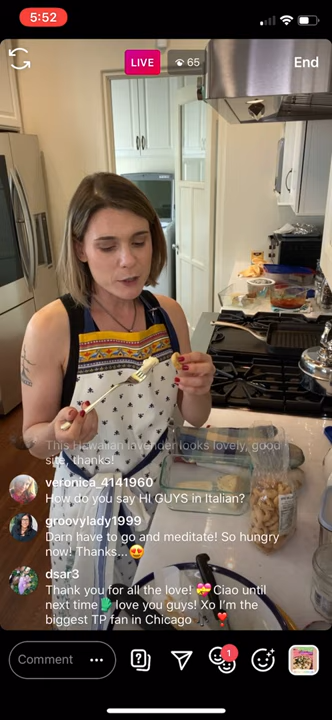 5:52
LIVE
65
End
This Hawaiian lavender looks lovely, good
site, thanks!
veronica_4141960
How do you say HI GUYS in Italian?
groovylady1999
Darn have to go and meditate! So hungry
now! Thanks...😍
dsar3
Thank you for all the love! 💝 Ciao until
next time🤚 love you guys! Xo I'm the
biggest TP fan in Chicago ❣️
Comment
1